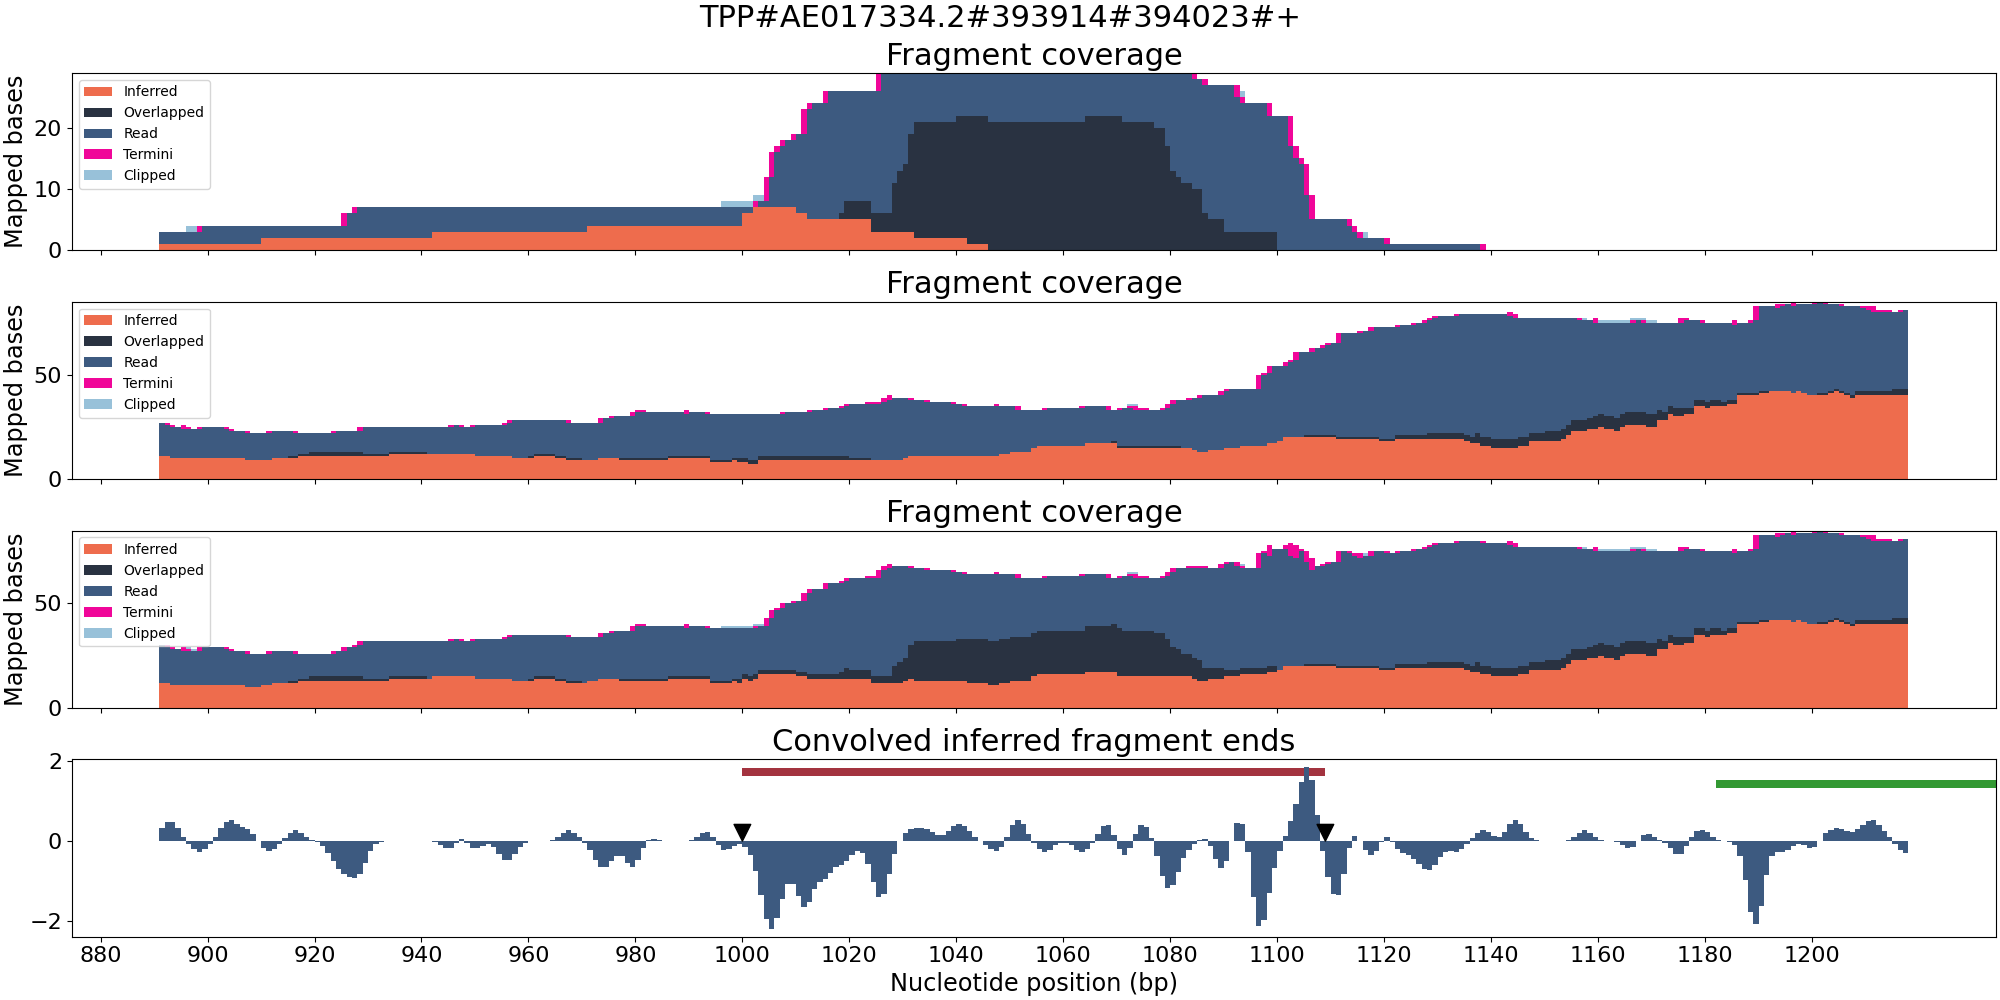 TPP#AE017334.2#393914#394023#+
Fragment coverage
Mapped bases
20
10
0
Inferred
Overlapped
Read
Termini
Clipped
Fragment coverage
Mapped bases
50
0
Inferred
Overlapped
Read
Termini
Clipped
Fragment coverage
Mapped bases
50
0
Inferred
Overlapped
Read
Termini
Clipped
Convolved inferred fragment ends
2
0
−2
880 900 920 940 960 980 1000 1020 1040 1060 1080 1100 1120 1140 1160 1180 1200
Nucleotide position (bp)